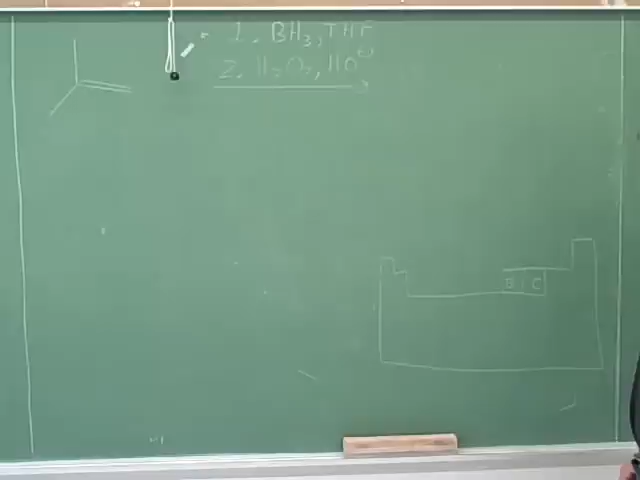 1. BH₃, THF
2. H₂O₂, HO⊖
B C